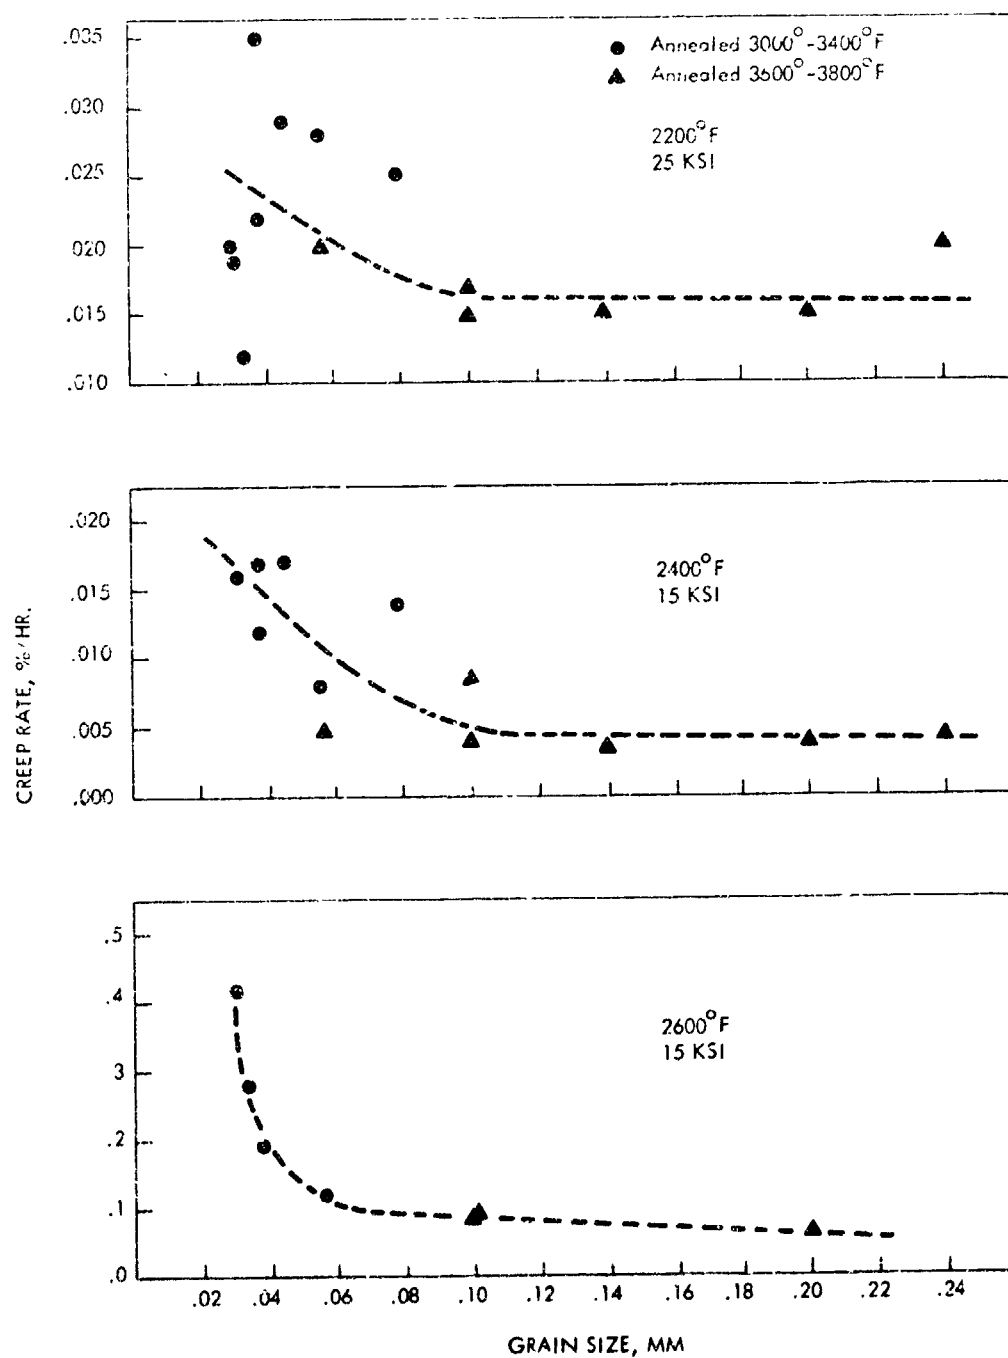 .035
.030
.025
.020
.015
.010
● Annealed 3000°-3400°F
▲ Annealed 3600°-3800°F
2200°F
25 KSI
.020
.015
.010
.005
.000
2400°F
15 KSI
CREEP RATE, %/HR.
.5
.4
.3
.2
.1
.0
2600°F
15 KSI
.02 .04 .06 .08 .10 .12 .14 .16 .18 .20 .22 .24
GRAIN SIZE, MM